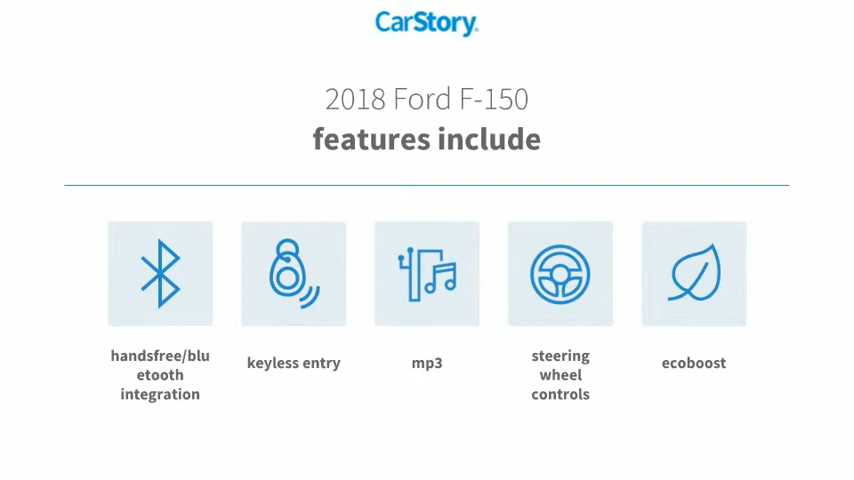 CarStory
2018 Ford F-150
features include
handsfree/blu
etooth
integration
keyless entry
mp3
steering
wheel
controls
ecoboost